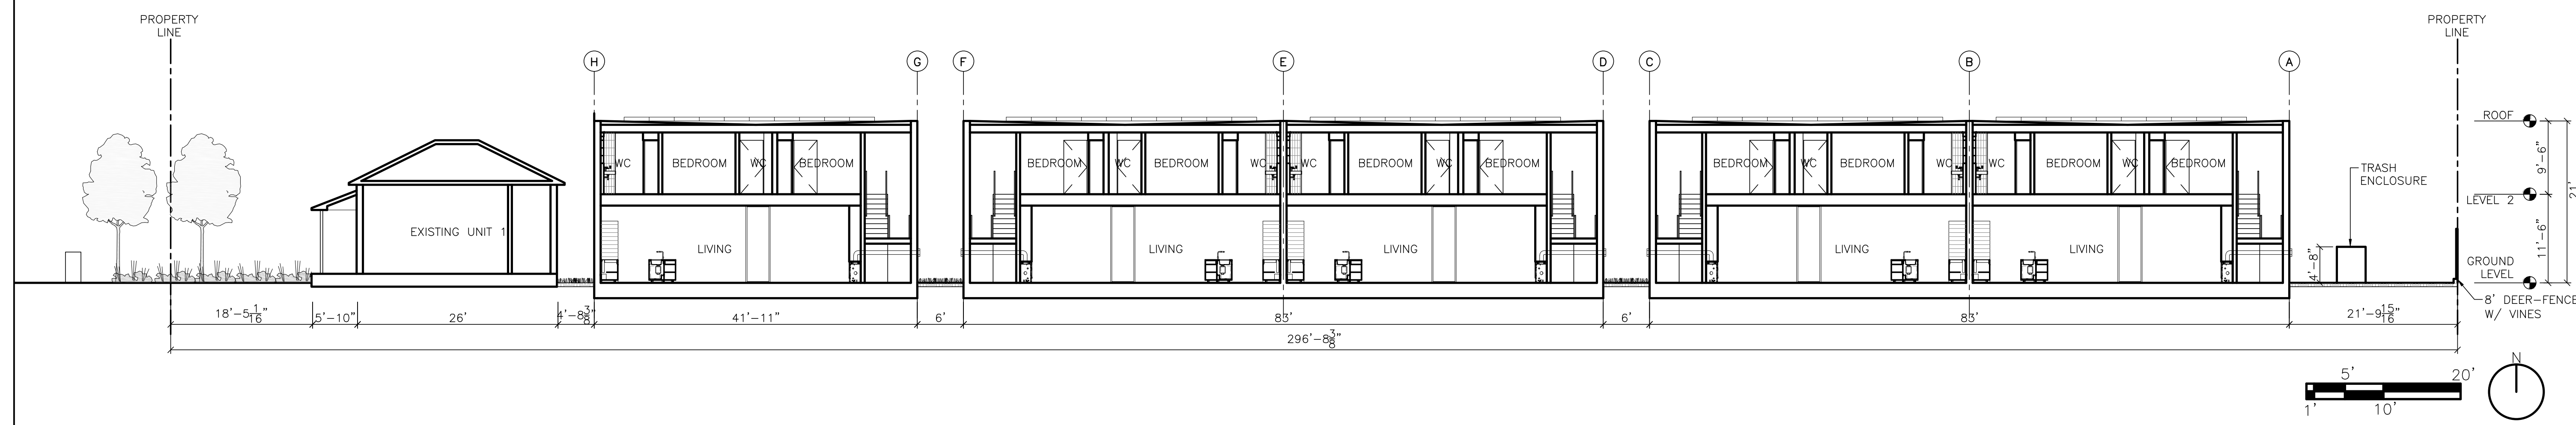 PROPERTY
LINE
PROPERTY
LINE
H
G
F
E
D
C
B
A
ROOF
9'-6"
21'
WC
BEDROOM
WC
BEDROOM
BEDROOM
WC
BEDROOM
WC
WC
BEDROOM
WC
BEDROOM
BEDROOM
WC
BEDROOM
WC
WC
BEDROOM
WC
BEDROOM
TRASH
ENCLOSURE
LEVEL 2
EXISTING UNIT 1
LIVING
LIVING
LIVING
LIVING
LIVING
11'-6"
4'-8"
GROUND
LEVEL
8' DEER-FENCE
W/ VINES
18'-5 1/16"
5'-10"
26'
4'-8 3/8"
41'-11"
6'
83'
6'
83'
21'-9 15/16"
296'-8 3/8"
N
5'
20'
1'
10'